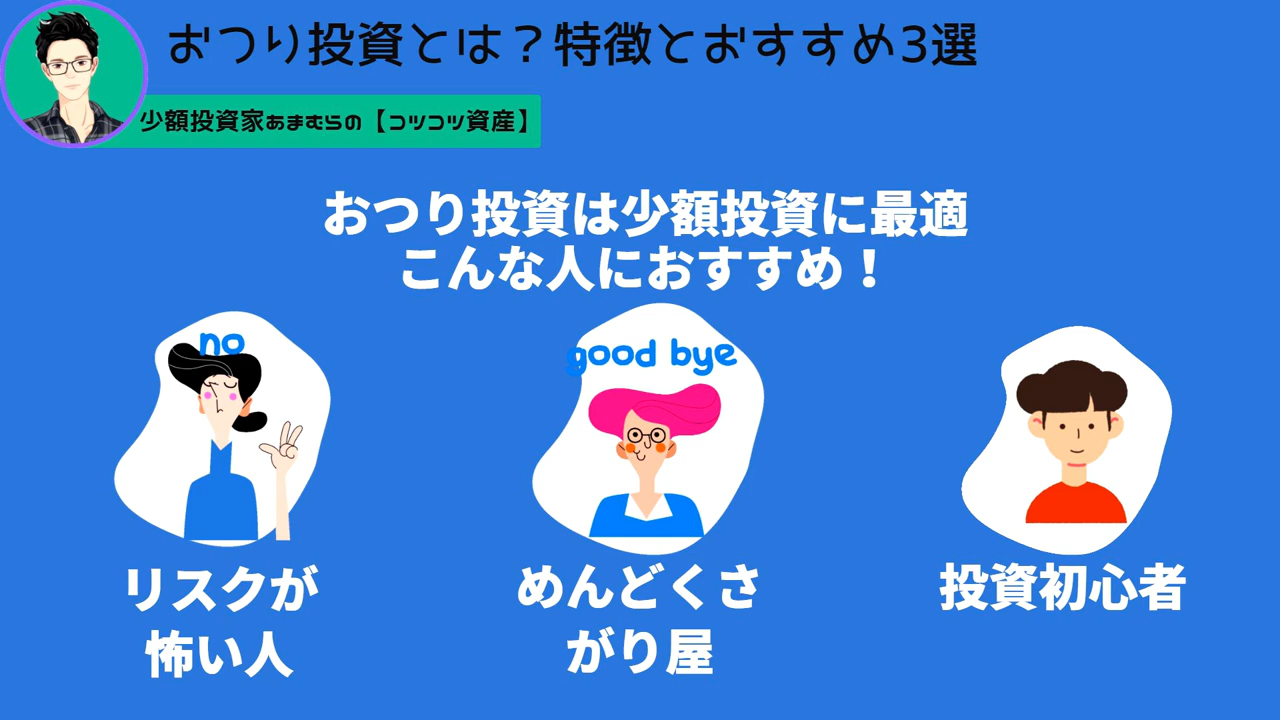 おつり投資とは？特徴とおすすめ3選
少額投資家あまむらの【コツコツ資産】
おつり投資は少額投資に最適
こんな人におすすめ！
no
good bye
リスクが
怖い人
めんどくさ
がり屋
投資初心者